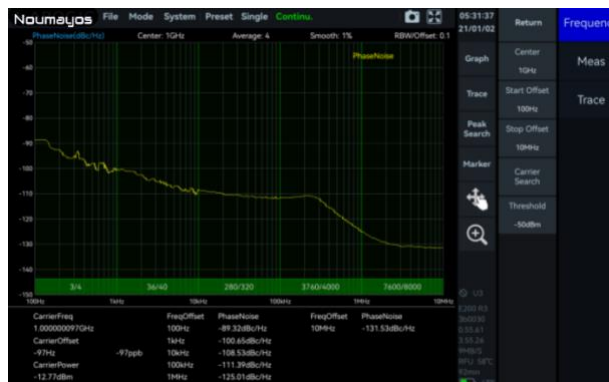 Noumayos File Mode System Preset Single Continu.
05:31:37
21/01/02
PhaseNoise(dBc/Hz) Center: 1GHz Average: 4 Smooth: 1% RBW/Offset: 0.1
PhaseNoise
-50
-60
-70
-80
-90
-100
-110
-120
-130
-140
-150
3/4 36/40 280/320 3760/4000 7600/8000
100Hz 1kHz 10kHz 100kHz 1MHz 10MHz
CarrierFreq FreqOffset PhaseNoise FreqOffset PhaseNoise
1.000000097GHz 100Hz -89.32dBc/Hz 10MHz -131.53dBc/Hz
CarrierOffset 1kHz -100.65dBc/Hz
-97Hz -97ppb 10kHz -108.53dBc/Hz
CarrierPower 100kHz -111.39dBc/Hz
-12.77dBm 1MHz -125.01dBc/Hz
Graph
Trace
Peak
Search
Marker
U3
Return
Center
1GHz
Start Offset
100Hz
Stop Offset
10MHz
Carrier
Search
Threshold
-50dBm
Frequenc
Meas
Trace